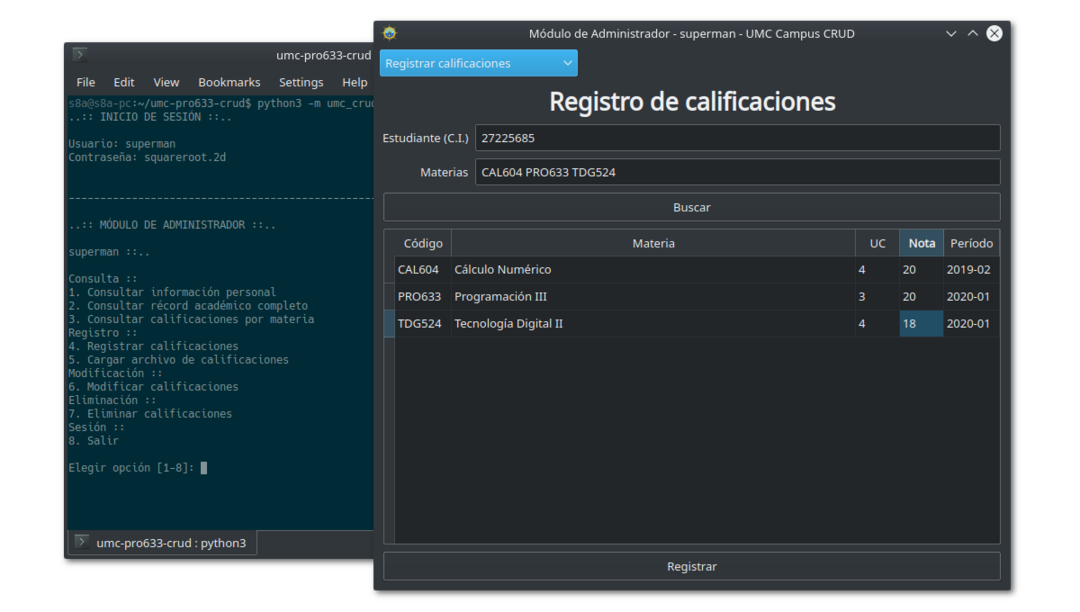 umc-pro633-crud
File Edit View Bookmarks Settings Help
s8a@s8a-pc:~/umc-pro633-crud$ python3 -m umc_crud
..:: INICIO DE SESIÓN ::..
Usuario: superman
Contraseña: squareroot.2d
--------------------------------------------------
..:: MÓDULO DE ADMINISTRADOR ::..
superman ::..
Consulta ::
1. Consultar información personal
2. Consultar récord académico completo
3. Consultar calificaciones por materia
Registro ::
4. Registrar calificaciones
5. Cargar archivo de calificaciones
Modificación ::
6. Modificar calificaciones
Eliminación ::
7. Eliminar calificaciones
Sesión ::
8. Salir
Elegir opción [1-8]:
umc-pro633-crud : python3
Módulo de Administrador - superman - UMC Campus CRUD
Registrar calificaciones
Registro de calificaciones
Estudiante (C.I.) 27225685
Materias CAL604 PRO633 TDG524
Buscar
Código Materia UC Nota Período
CAL604 Cálculo Numérico 4 20 2019-02
PRO633 Programación III 3 20 2020-01
TDG524 Tecnología Digital II 4 18 2020-01
Registrar